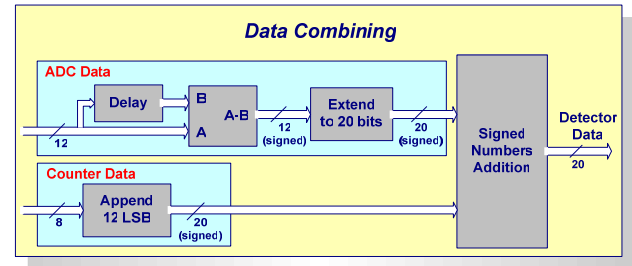 Data Combining
ADC Data
Delay
B
A
A-B
12
12
(signed)
Extend
to 20 bits
20
(signed)
Signed
Numbers
Addition
Detector
Data
20
Counter Data
8
Append
12 LSB
20
(signed)